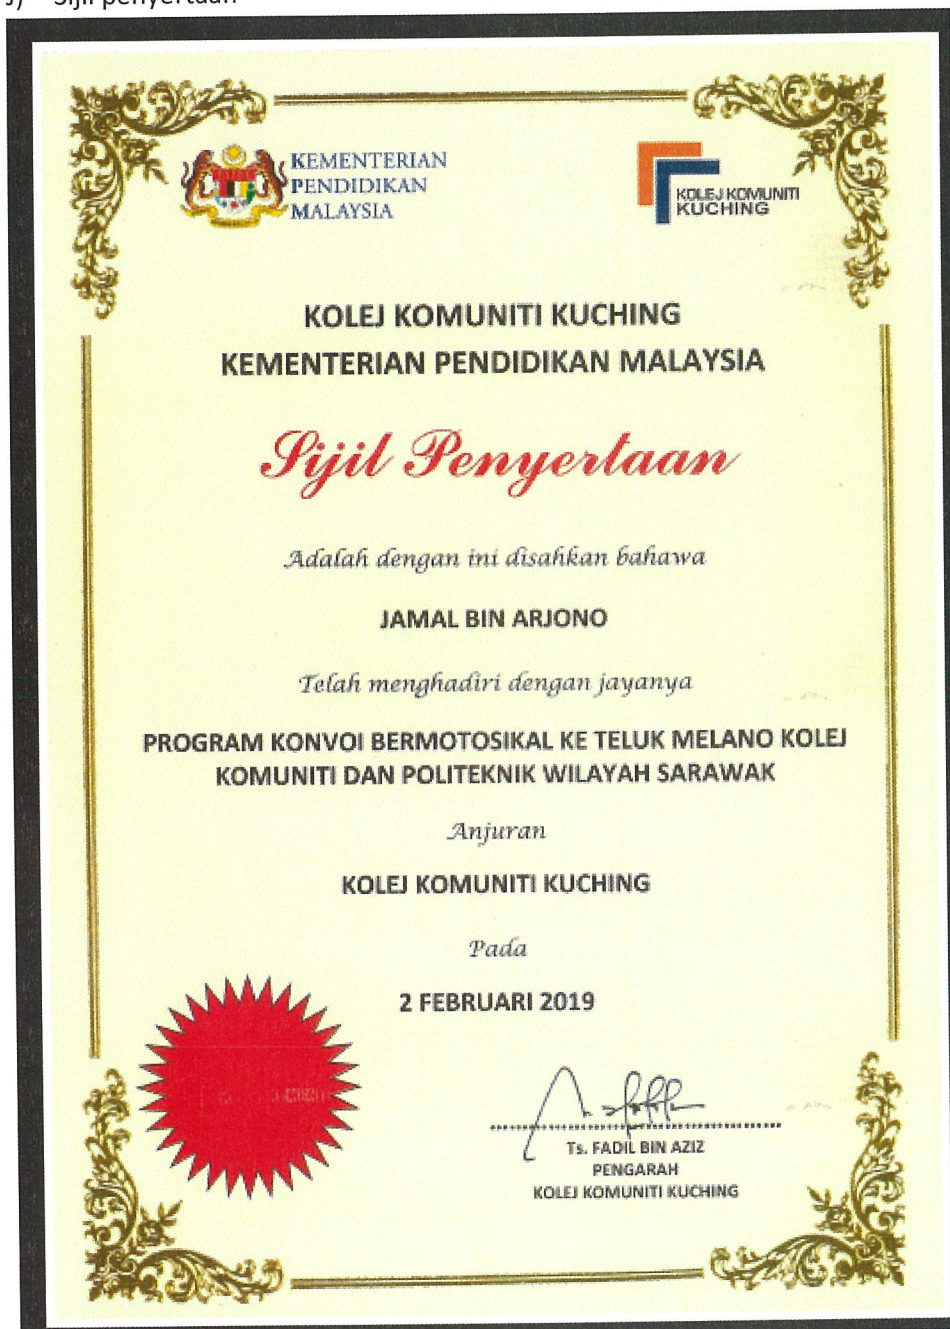 Sijil penyertaan
KEMENTERIAN
PENDIDIKAN
MALAYSIA
KOLEJ KOMUNITI
KUCHING
KOLEJ KOMUNITI KUCHING
KEMENTERIAN PENDIDIKAN MALAYSIA
Sijil Penyertaan
Adalah dengan ini disahkan bahawa
JAMAL BIN ARJONO
Telah menghadiri dengan jayanya
PROGRAM KONVOI BERMOTOSIKAL KE TELUK MELANO KOLEJ
KOMUNITI DAN POLITEKNIK WILAYAH SARAWAK
Anjuran
KOLEJ KOMUNITI KUCHING
Pada
2 FEBRUARI 2019
Ts. FADIL BIN AZIZ
PENGARAH
KOLEJ KOMUNITI KUCHING